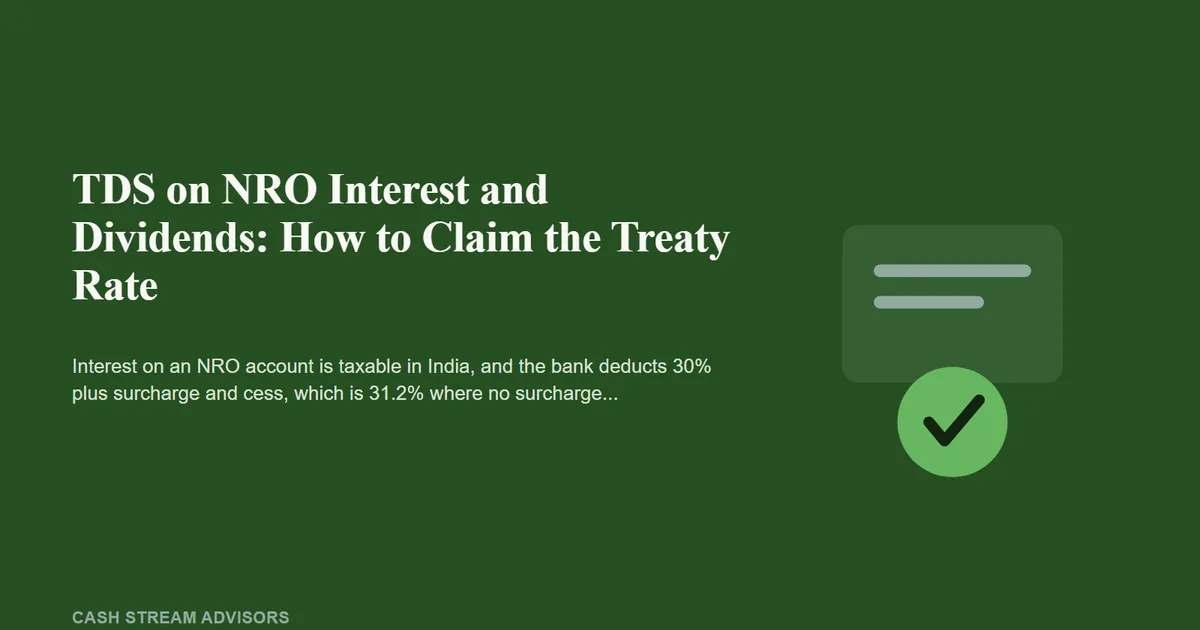 TDS on NRO Interest and
Dividends: How to Claim the Treaty
Rate
Interest on an NRO account is taxable in India, and the bank deducts 30%
plus surcharge and cess, which is 31.2% where no surcharge...
CASH STREAM ADVISORS